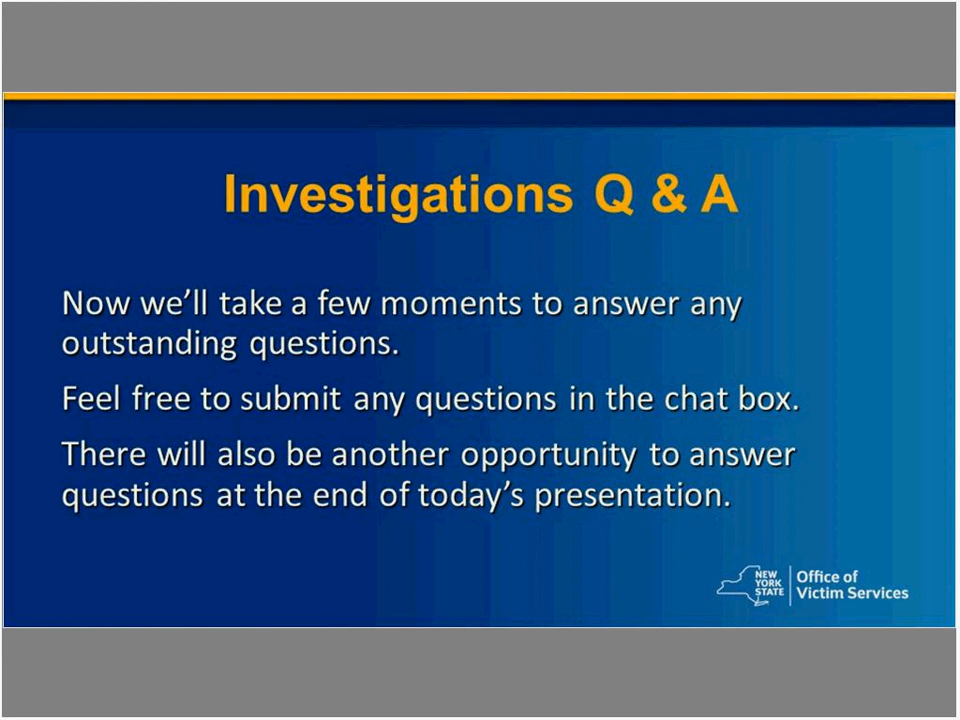 Investigations Q & A
Now we’ll take a few moments to answer any
outstanding questions.
Feel free to submit any questions in the chat box.
There will also be another opportunity to answer
questions at the end of today’s presentation.
NEW
YORK
STATE
Office of
Victim Services